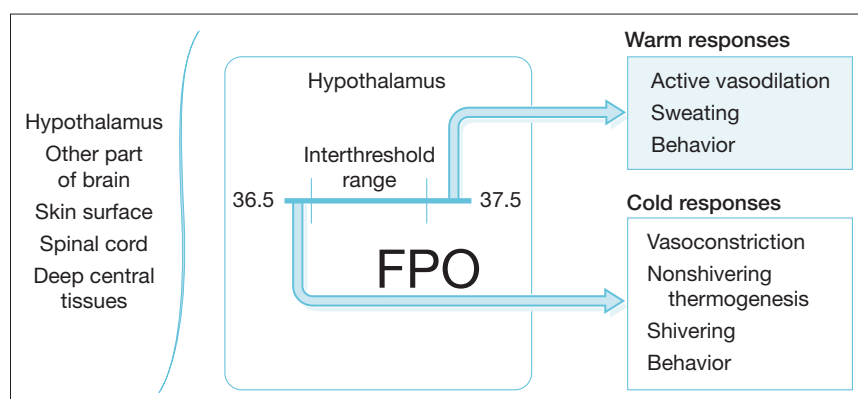 Hypothalamus
Other part
of brain
Skin surface
Spinal cord
Deep central
tissues
Hypothalamus
Interthreshold
range
36.5
37.5
FPO
Warm responses
Active vasodilation
Sweating
Behavior
Cold responses
Vasoconstriction
Nonshivering
thermogenesis
Shivering
Behavior